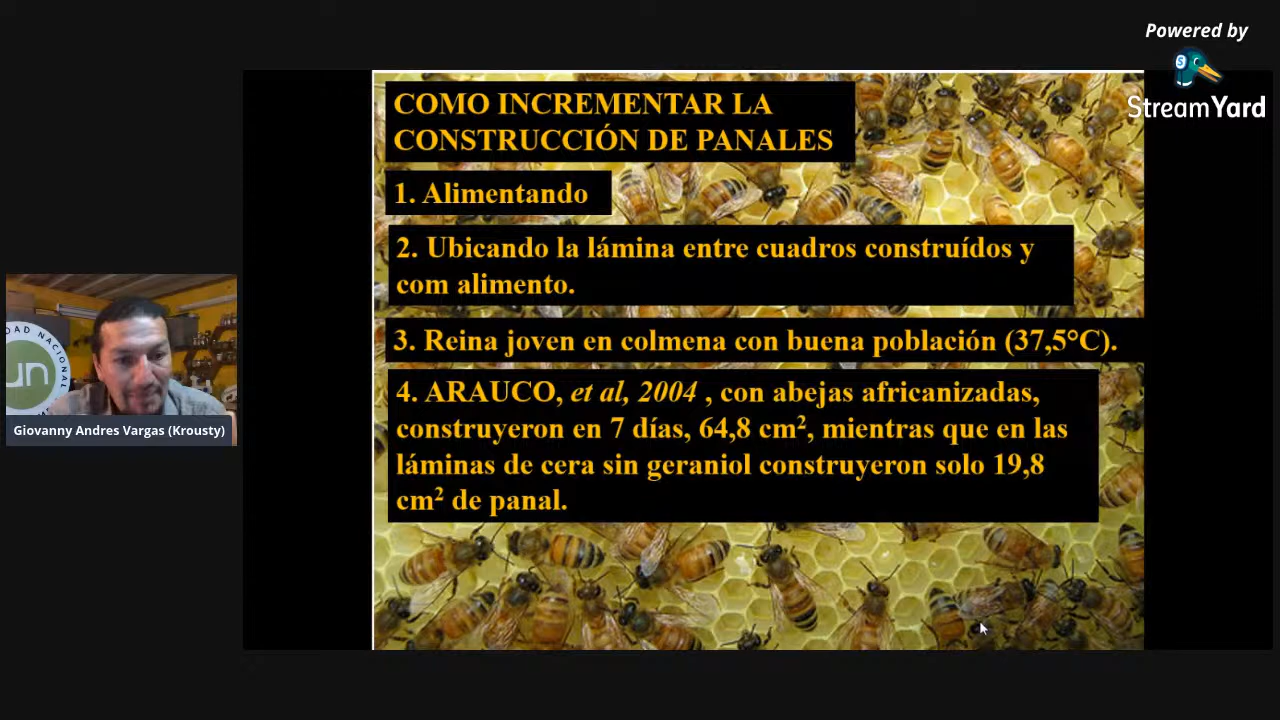 Powered by
StreamYard
COMO INCREMENTAR LA
CONSTRUCCIÓN DE PANALES
1. Alimentando
2. Ubicando la lámina entre cuadros construídos y
com alimento.
3. Reina joven en colmena con buena población (37,5°C).
4. ARAUCO, et al, 2004 , con abejas africanizadas,
construyeron en 7 días, 64,8 cm², mientras que en las
láminas de cera sin geraniol construyeron solo 19,8
cm² de panal.
DAD NACIONAL
un
Giovanny Andres Vargas (Krousty)